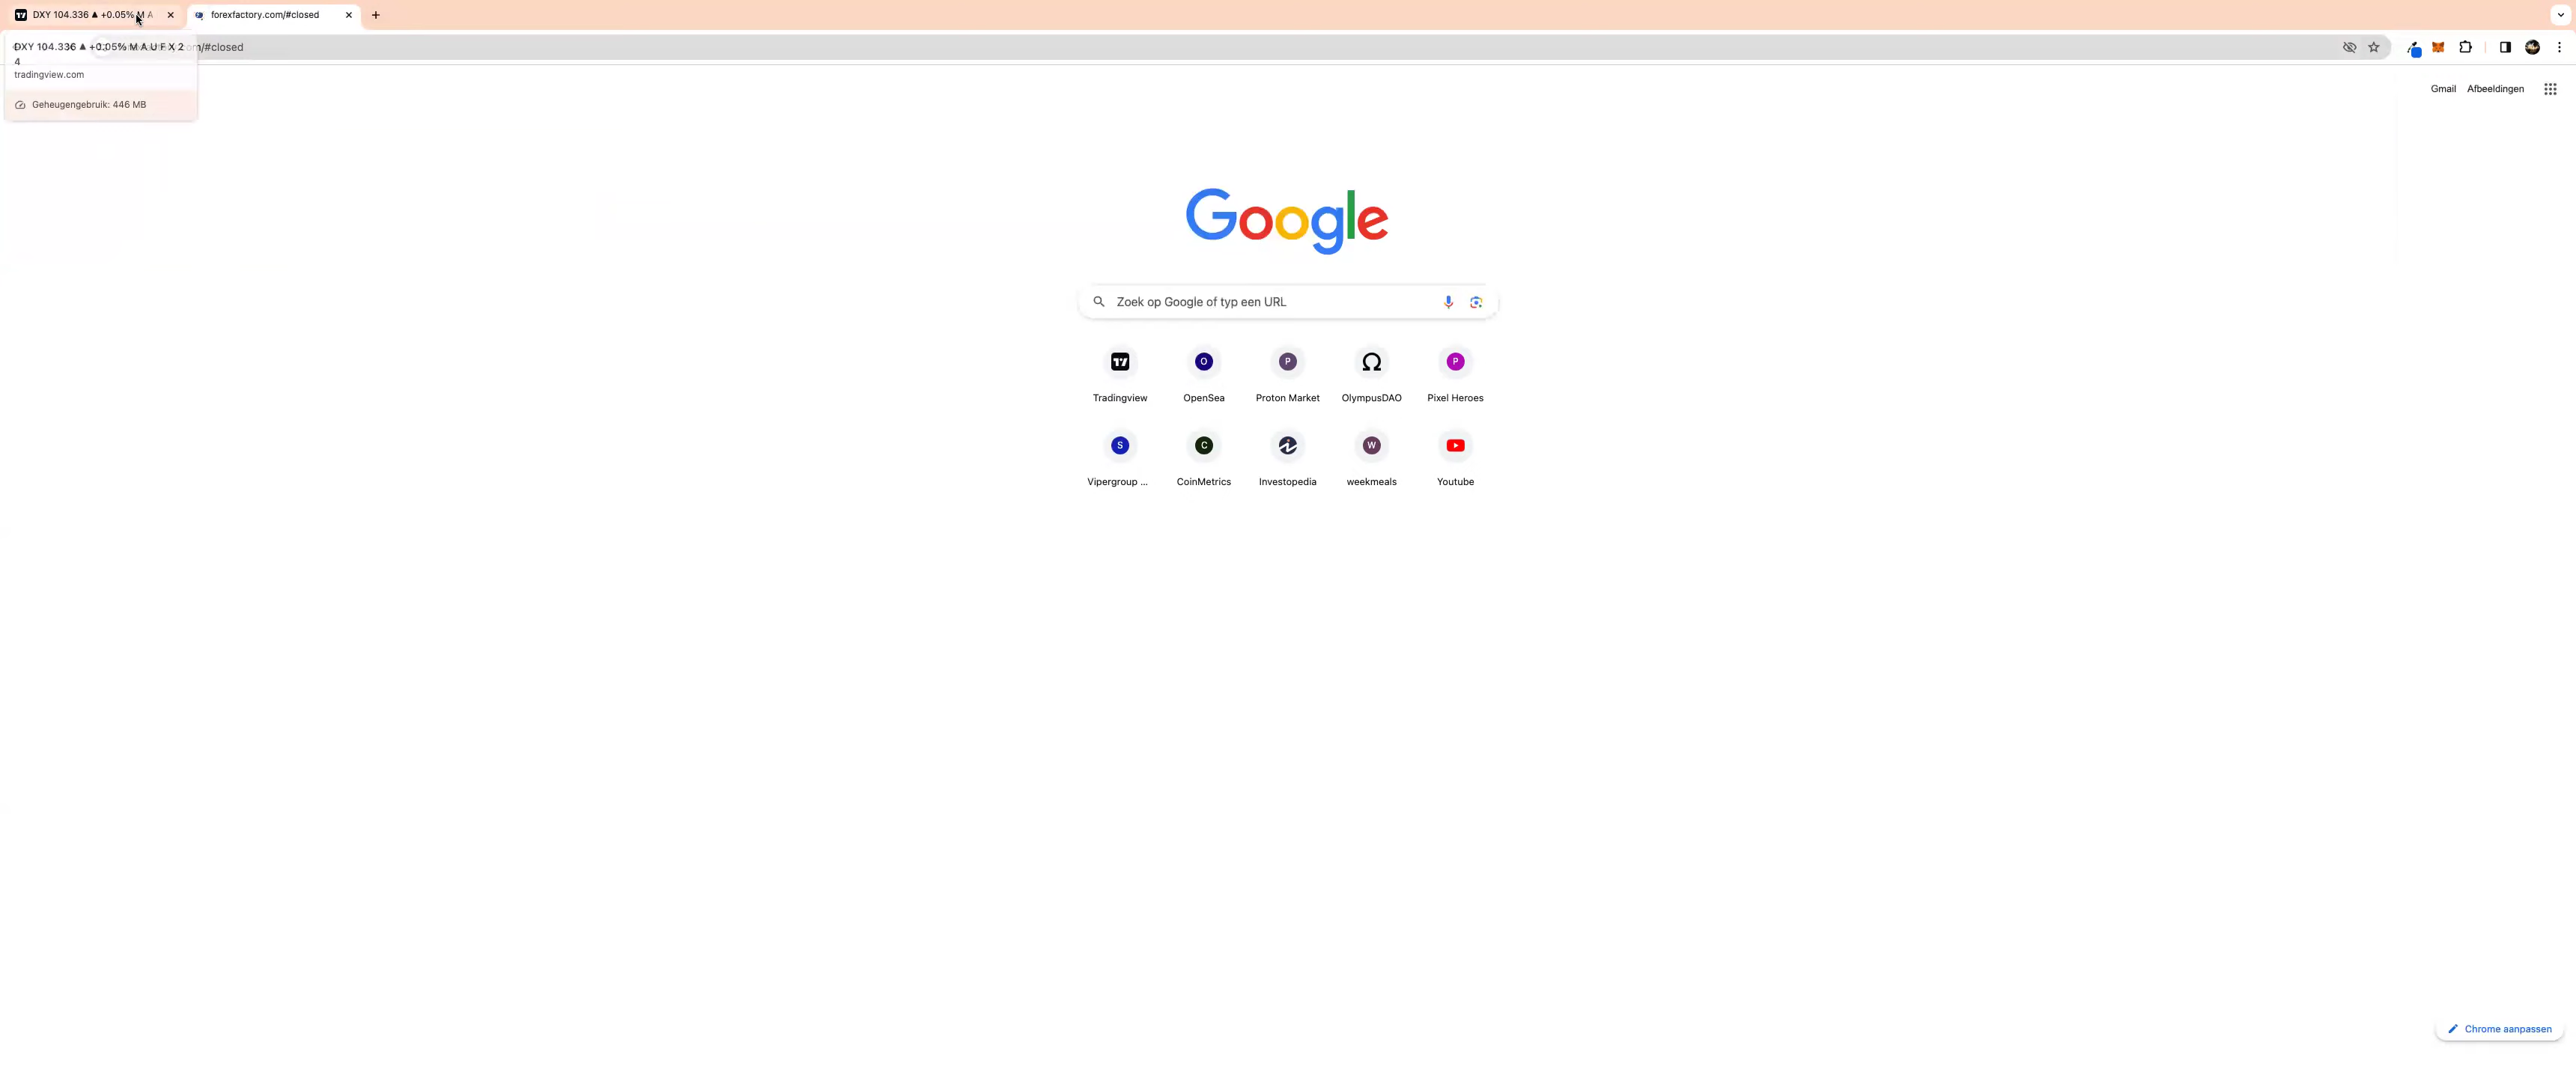 DXY 104.336 ▲ +0.05% M A
forexfactory.com/#closed
DXY 104.336 ▲ +0.05% M A U F X 2
4
m/#closed
tradingview.com
Geheugengebruik: 446 MB
Gmail
Afbeeldingen
Google
Zoek op Google of typ een URL
Tradingview
OpenSea
Proton Market
OlympusDAO
Pixel Heroes
Vipergroup ...
CoinMetrics
Investopedia
weekmeals
Youtube
Chrome aanpassen